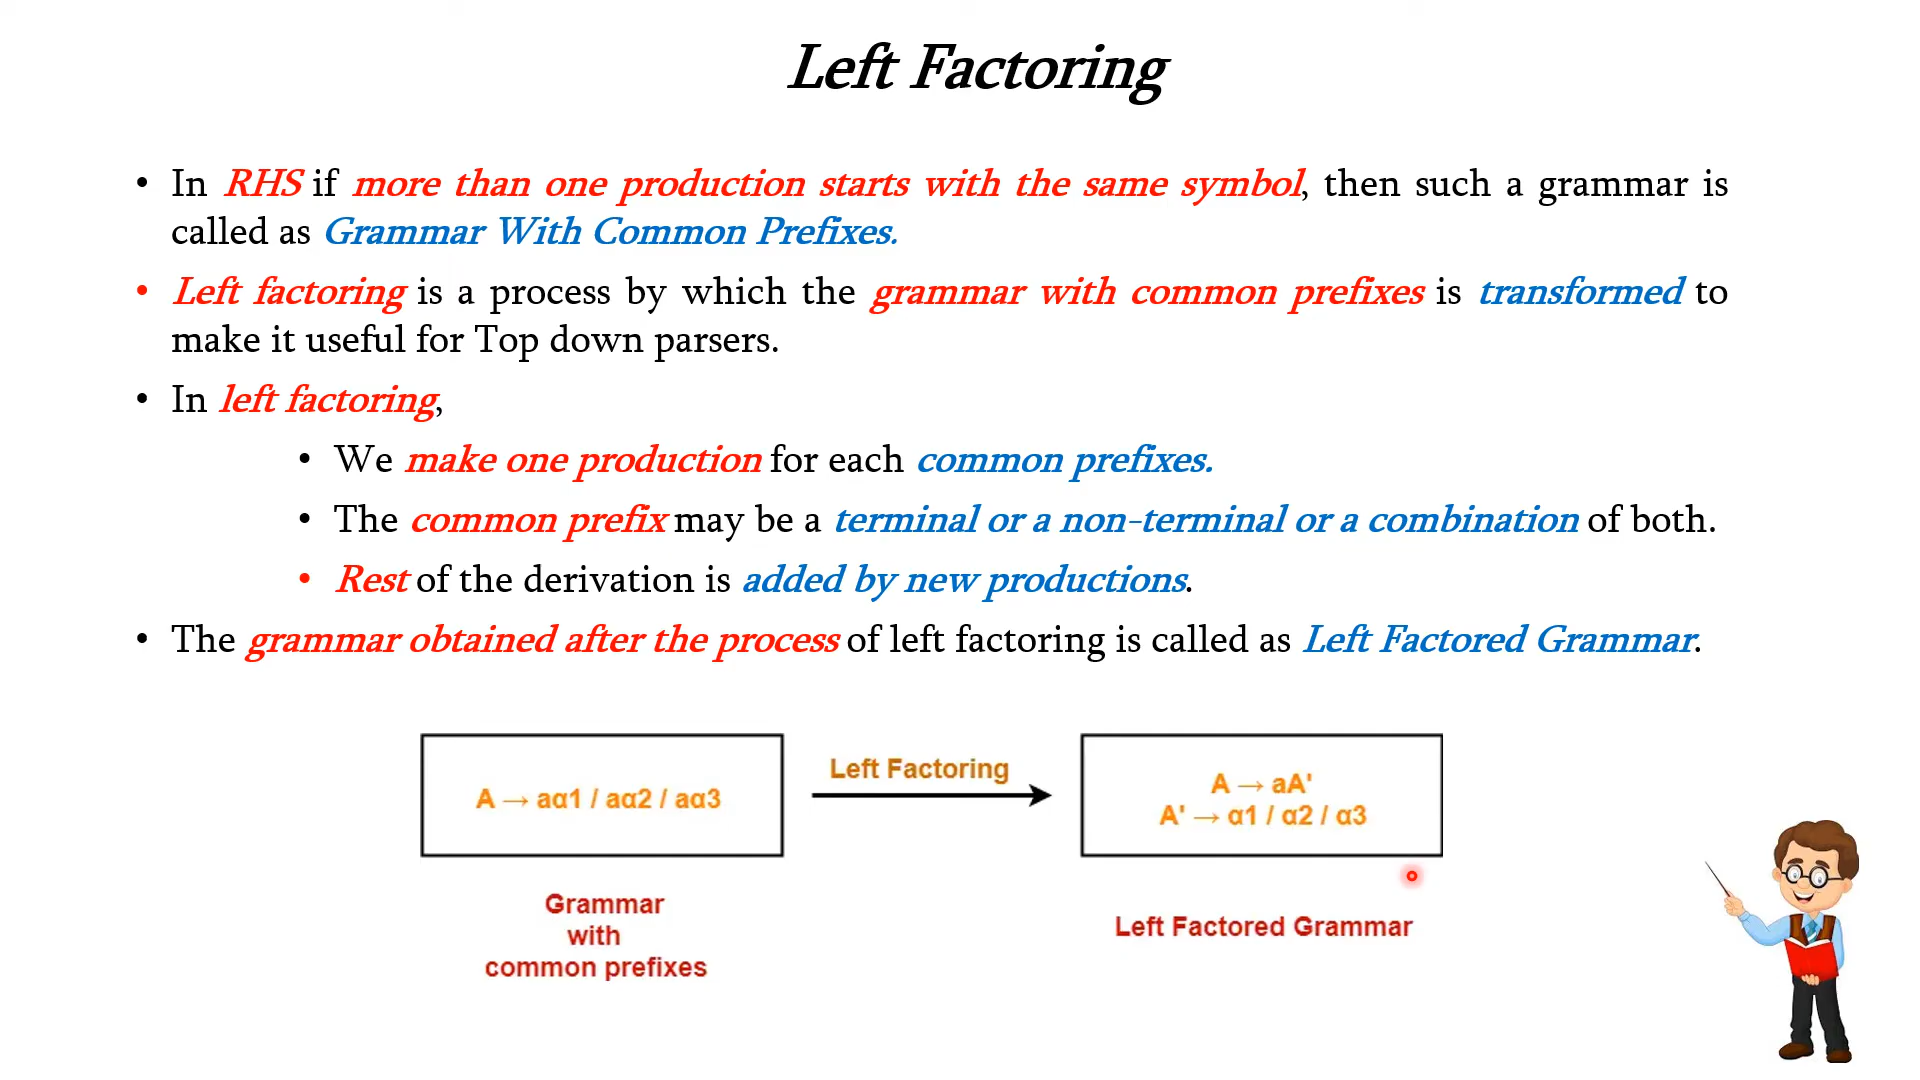 Left Factoring
• In RHS if more than one production starts with the same symbol, then such a grammar is
called as Grammar With Common Prefixes.
• Left factoring is a process by which the grammar with common prefixes is transformed to
make it useful for Top down parsers.
• In left factoring,
• We make one production for each common prefixes.
• The common prefix may be a terminal or a non-terminal or a combination of both.
• Rest of the derivation is added by new productions.
• The grammar obtained after the process of left factoring is called as Left Factored Grammar.
A → aα1 / aα2 / aα3
Left Factoring
A → aA'
A' → α1 / α2 / α3
Grammar
with
common prefixes
Left Factored Grammar